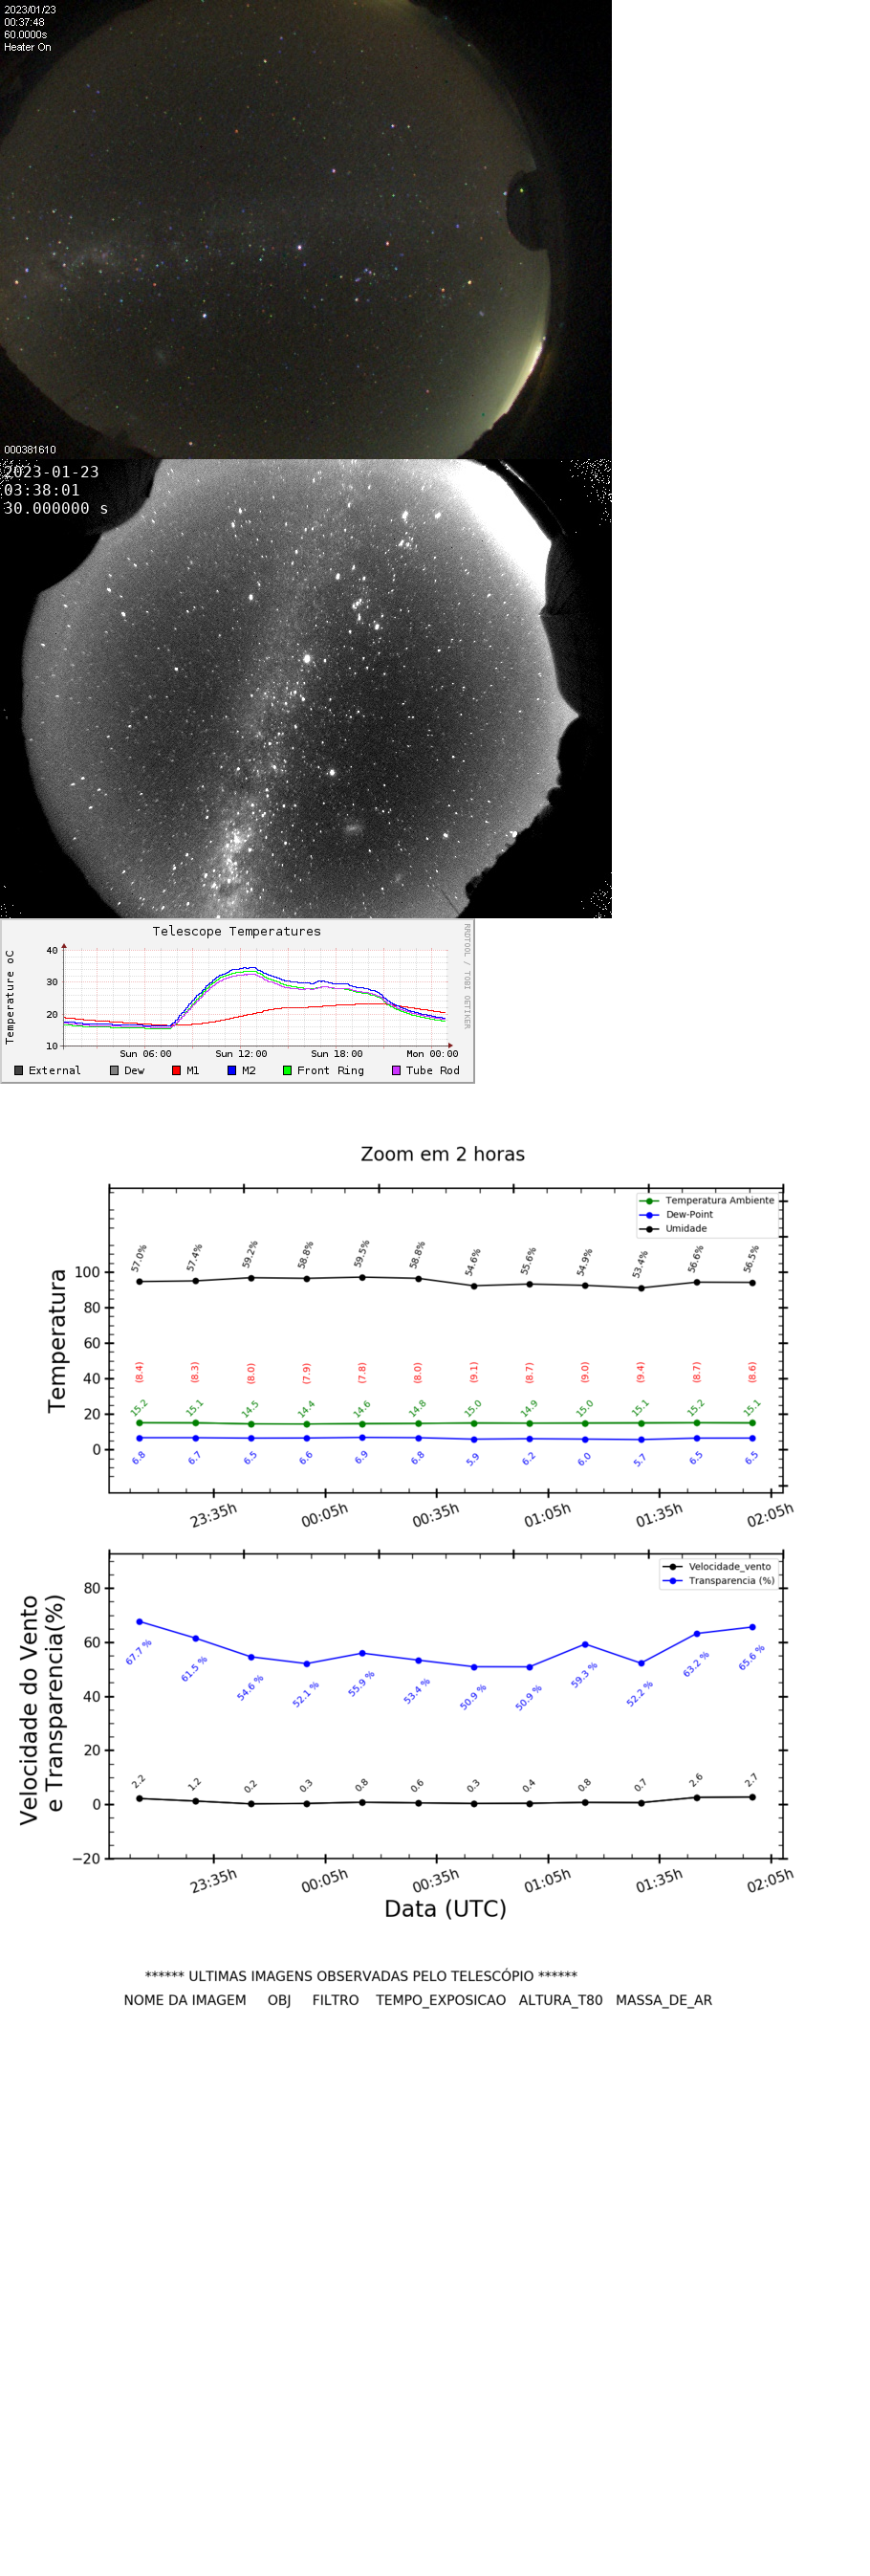 2023/01/23
00:37:48
60.0000s
Heater On
000381610
2023-01-23
03:38:01
30.000000 s
Telescope Temperatures
RRDTOOL / TOBI OETIKER
Temperature oC
40
30
20
10
Sun 06:00 Sun 12:00 Sun 18:00 Mon 00:00
External Dew M1 M2 Front Ring Tube Rod
Zoom em 2 horas
Temperatura Ambiente
Dew-Point
Umidade
Temperatura
100
80
60
40
20
0
57.0% 57.4% 59.2% 58.8% 59.5% 58.8% 54.6% 55.6% 54.9% 53.4% 56.6% 56.5%
(8.4) (8.3) (8.0) (7.9) (7.8) (8.0) (9.1) (8.7) (9.0) (9.4) (8.7) (8.6)
15.2 15.1 14.5 14.4 14.6 14.8 15.0 14.9 15.0 15.1 15.2 15.1
6.8 6.7 6.5 6.6 6.9 6.8 5.9 6.2 6.0 5.7 6.5 6.5
23:35h 00:05h 00:35h 01:05h 01:35h 02:05h
Velocidade_vento
Transparencia (%)
Velocidade do Vento
e Transparencia(%)
80
60
40
20
0
−20
67.7 % 61.5 % 54.6 % 52.1 % 55.9 % 53.4 % 50.9 % 50.9 % 59.3 % 52.2 % 63.2 % 65.6 %
2.2 1.2 0.2 0.3 0.8 0.6 0.3 0.4 0.8 0.7 2.6 2.7
23:35h 00:05h 00:35h 01:05h 01:35h 02:05h
Data (UTC)
****** ULTIMAS IMAGENS OBSERVADAS PELO TELESCÓPIO ******
NOME DA IMAGEM OBJ FILTRO TEMPO_EXPOSICAO ALTURA_T80 MASSA_DE_AR